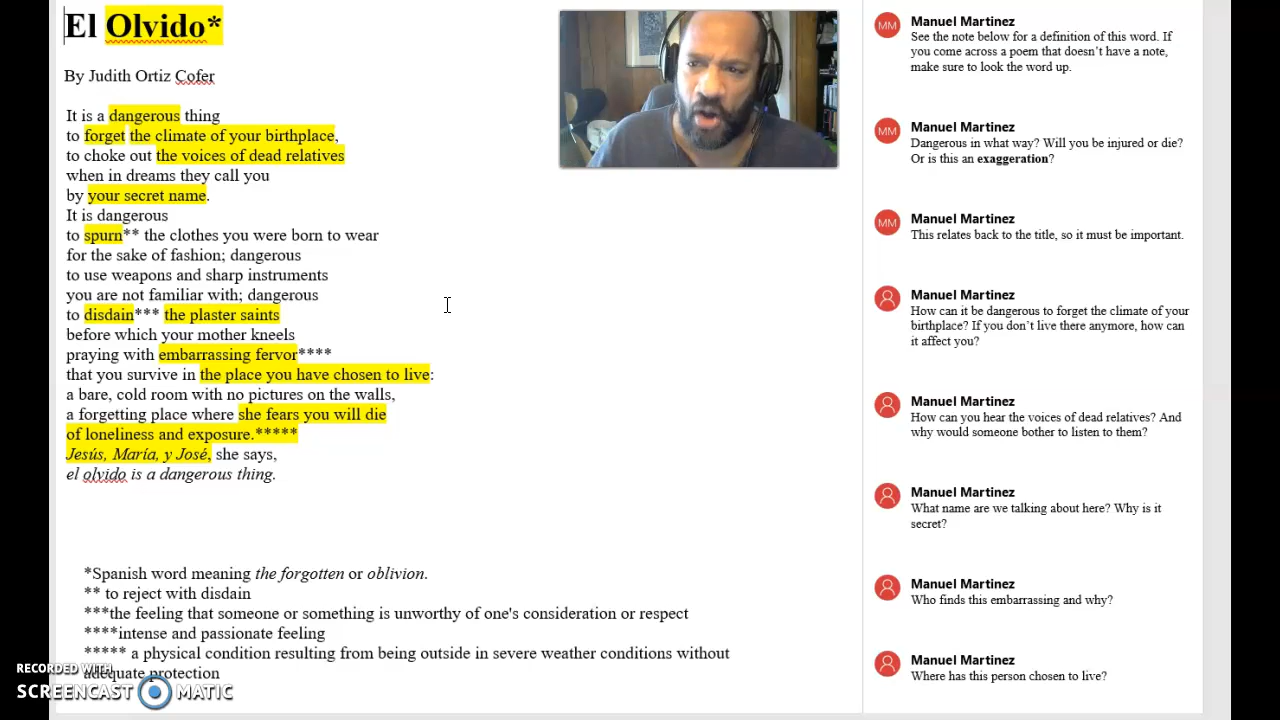 El Olvido*
By Judith Ortiz Cofer
It is a dangerous thing
to forget the climate of your birthplace,
to choke out the voices of dead relatives
when in dreams they call you
by your secret name.
It is dangerous
to spurn** the clothes you were born to wear
for the sake of fashion; dangerous
to use weapons and sharp instruments
you are not familiar with; dangerous
to disdain*** the plaster saints
before which your mother kneels
praying with embarrassing fervor****
that you survive in the place you have chosen to live:
a bare, cold room with no pictures on the walls,
a forgetting place where she fears you will die
of loneliness and exposure.*****
Jesús, María, y José, she says,
el olvido is a dangerous thing.
*Spanish word meaning the forgotten or oblivion.
** to reject with disdain
***the feeling that someone or something is unworthy of one's consideration or respect
****intense and passionate feeling
***** a physical condition resulting from being outside in severe weather conditions without
adequate protection
RECORDED WITH
SCREENCAST MATIC
MM
Manuel Martinez
See the note below for a definition of this word. If
you come across a poem that doesn't have a note,
make sure to look the word up.
MM
Manuel Martinez
Dangerous in what way? Will you be injured or die?
Or is this an exaggeration?
MM
Manuel Martinez
This relates back to the title, so it must be important.
Manuel Martinez
How can it be dangerous to forget the climate of your
birthplace? If you don't live there anymore, how can
it affect you?
Manuel Martinez
How can you hear the voices of dead relatives? And
why would someone bother to listen to them?
Manuel Martinez
What name are we talking about here? Why is it
secret?
Manuel Martinez
Who finds this embarrassing and why?
Manuel Martinez
Where has this person chosen to live?